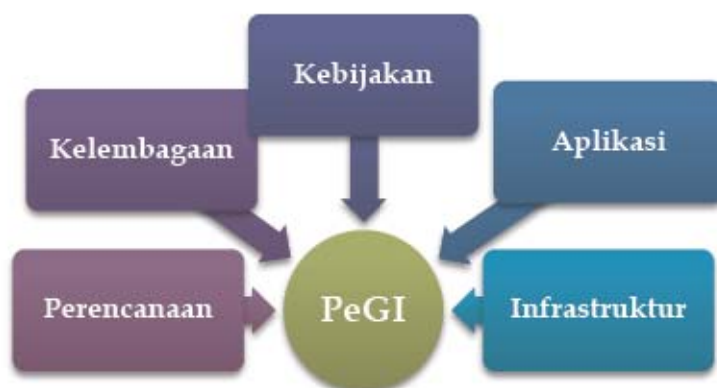 Kebijakan
Kelembagaan
Aplikasi
Perencanaan
PeGI
Infrastruktur